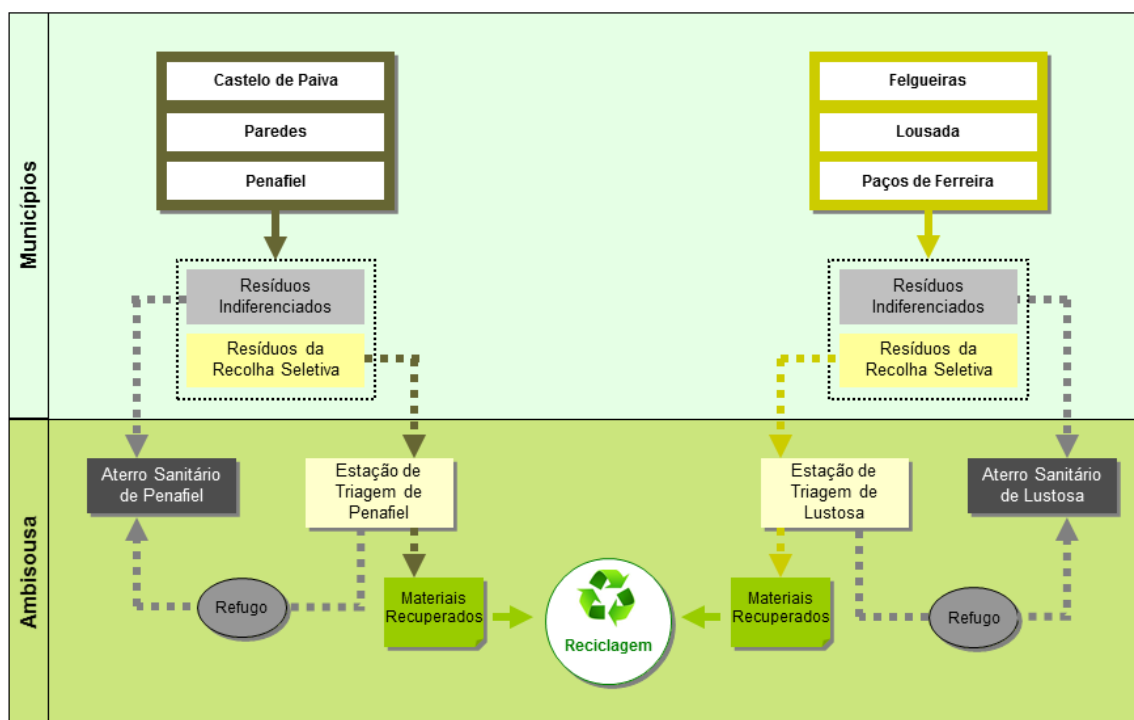 Municípios
Castelo de Paiva
Paredes
Penafiel
Felgueiras
Lousada
Paços de Ferreira
Resíduos
Indiferenciados
Resíduos da
Recolha Seletiva
Resíduos
Indiferenciados
Resíduos da
Recolha Seletiva
Ambisousa
Aterro Sanitário
de Penafiel
Estação de
Triagem de
Penafiel
Estação de
Triagem de
Lustosa
Aterro Sanitário
de Lustosa
Refugo
Materiais
Recuperados
Reciclagem
Materiais
Recuperados
Refugo